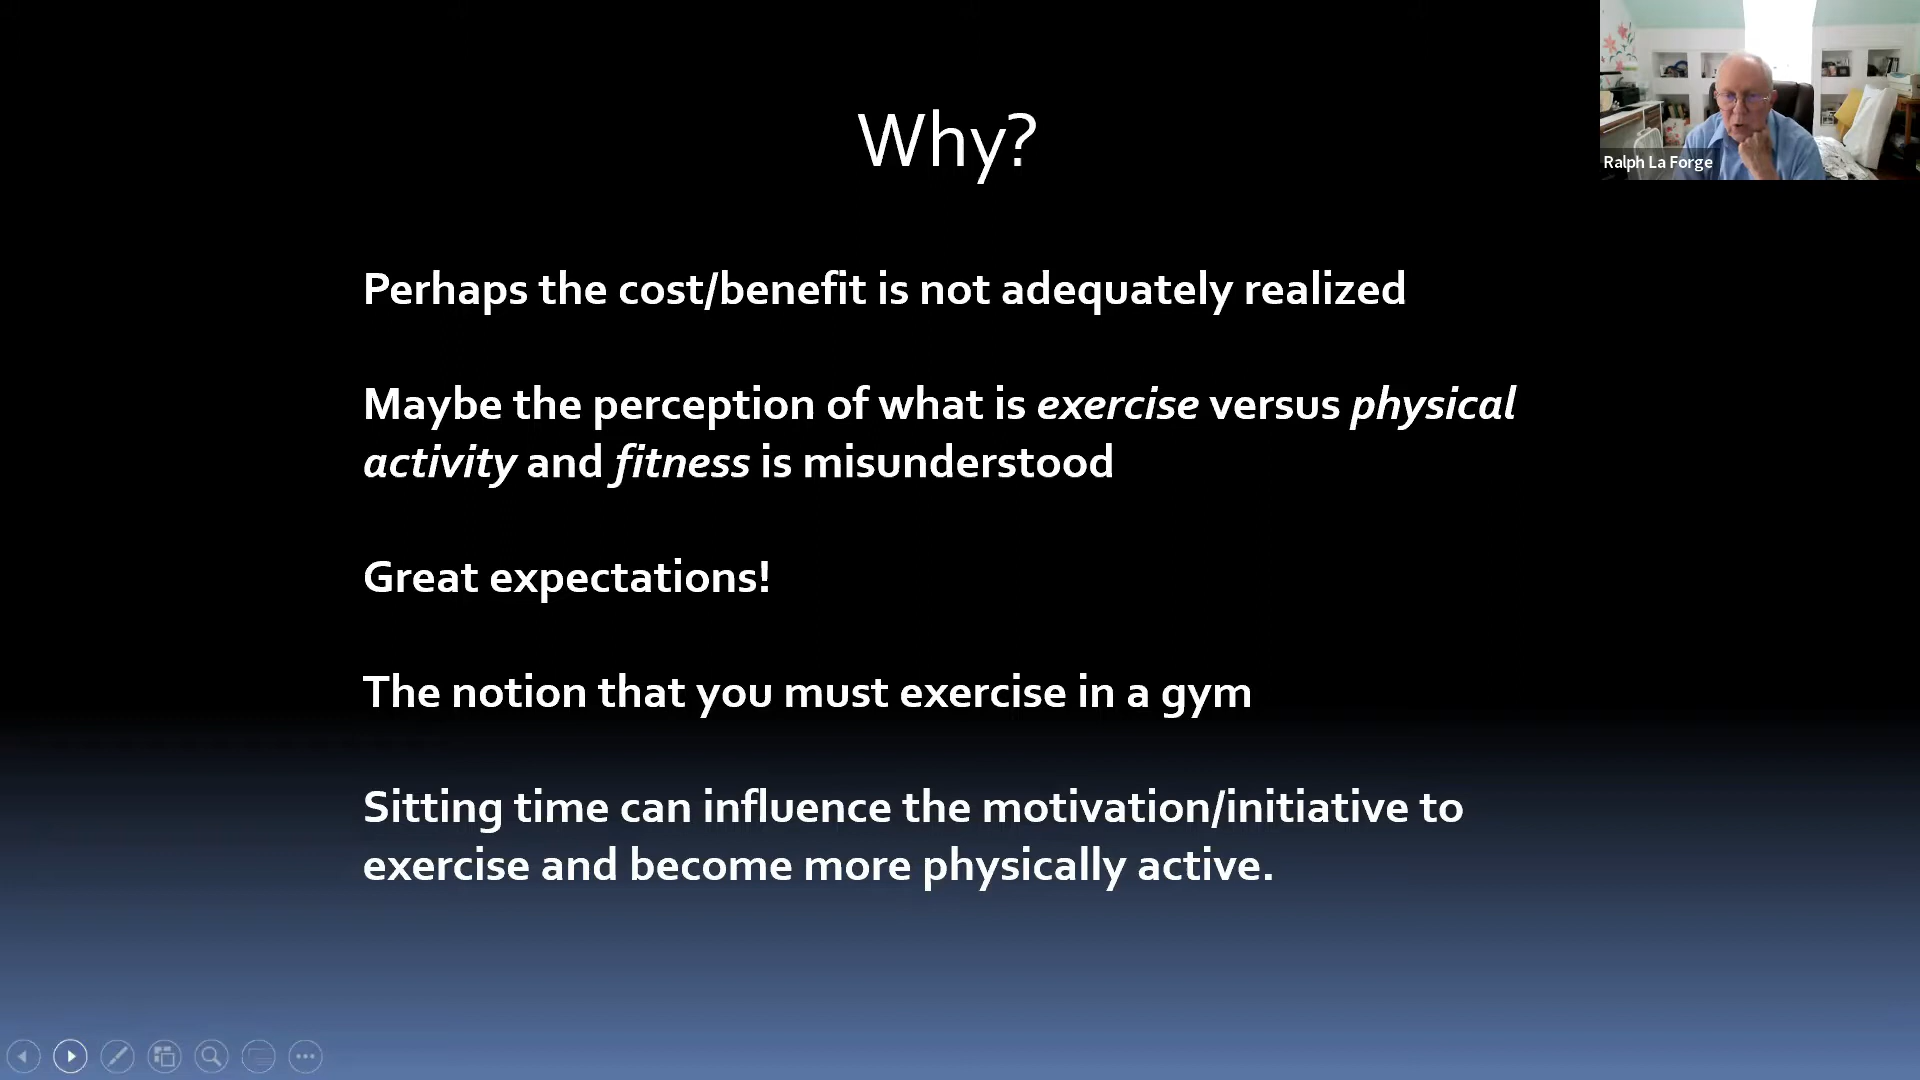 Why?
Ralph La Forge
Perhaps the cost/benefit is not adequately realized
Maybe the perception of what is exercise versus physical
activity and fitness is misunderstood
Great expectations!
The notion that you must exercise in a gym
Sitting time can influence the motivation/initiative to
exercise and become more physically active.